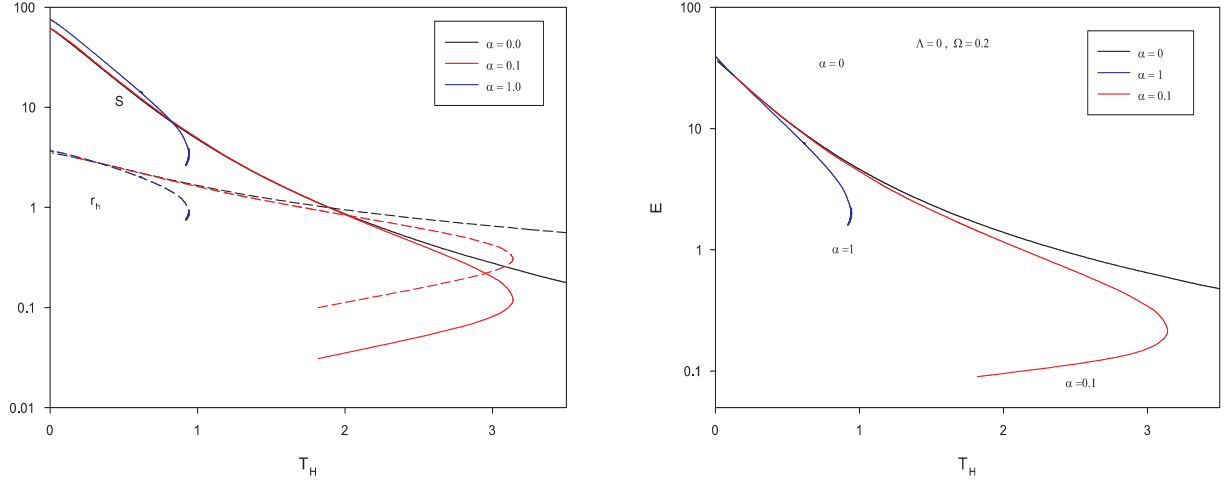 100
10
1
0.1
0.01
0
1
2
3
T_H
S
r_h
α = 0.0
α = 0.1
α = 1.0
100
10
1
0.1
E
0
1
2
3
T_H
Λ=0 , Ω=0.2
α=0
α=1
α=0.1
α = 0
α = 1
α = 0.1